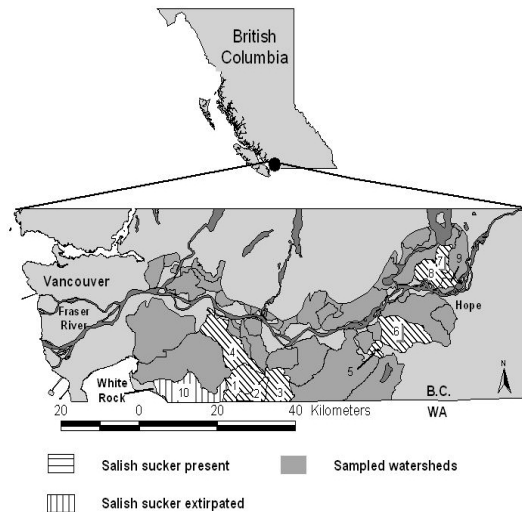 British
Columbia
Vancouver
Fraser
River
White
Rock
Hope
7
8
9
6
5
4
10
1
2
3
B.C.
WA
N
20 0 20 40 Kilometers
Salish sucker present
Sampled watersheds
Salish sucker extirpated